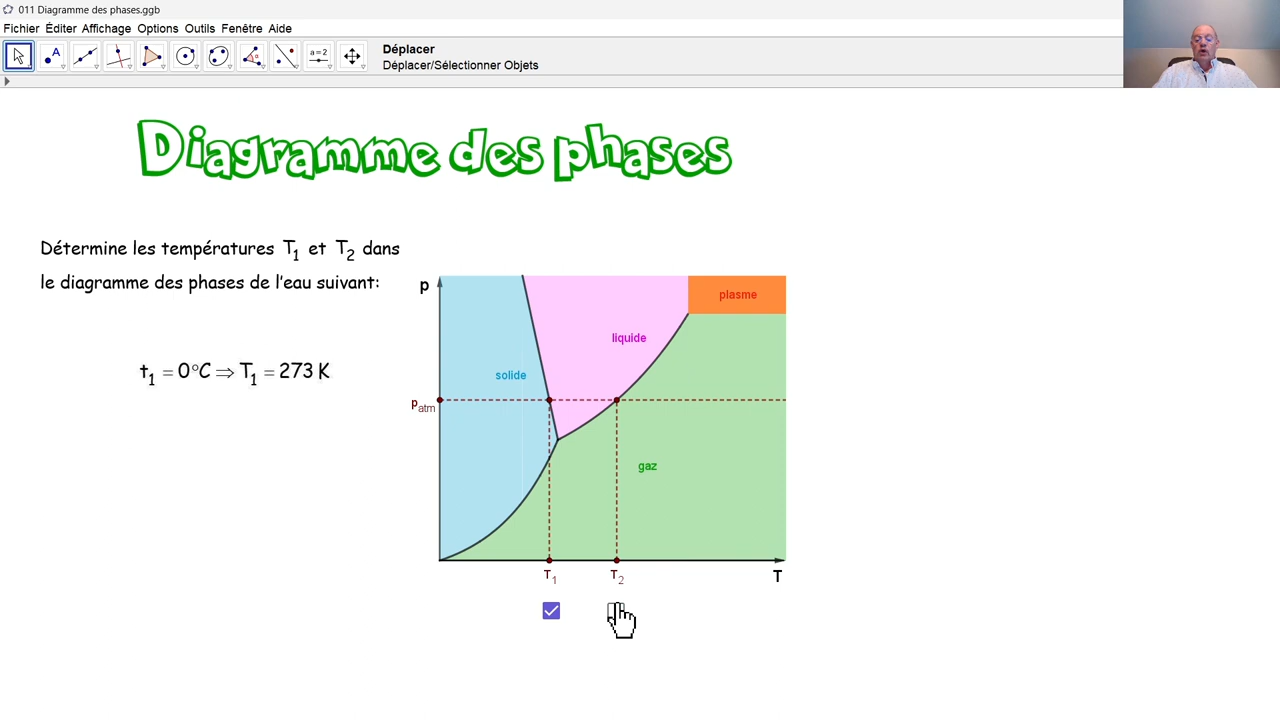 011 Diagramme des phases.ggb
Fichier Éditer Affichage Options Outils Fenêtre Aide
A
a=2
Déplacer
Déplacer/Sélectionner Objets
Diagramme des phases
Détermine les températures T1 et T2 dans
le diagramme des phases de l'eau suivant:
t1 = 0°C ⇒ T1 = 273 K
p
plasme
liquide
solide
patm
gaz
T1
T2
T